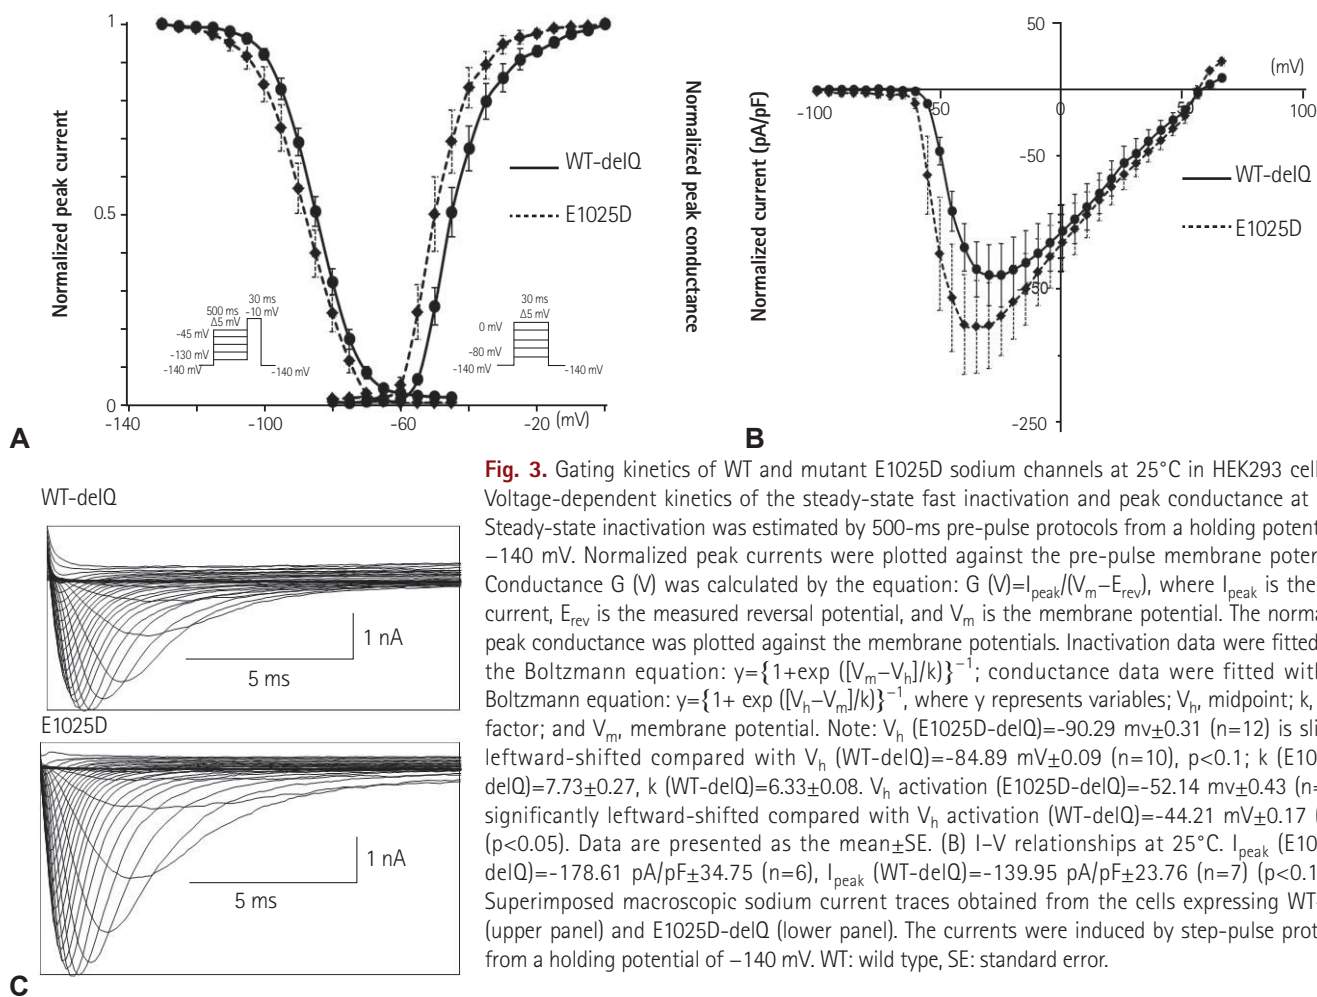 1
0.5
0
-140
-100
-60
-20
(mV)
Normalized peak current
Normalized peak conductance
WT-delQ
E1025D
30 ms
500 ms
-10 mV
Δ5 mV
-45 mV
-130 mV
-140 mV
-140 mV
30 ms
Δ5 mV
0 mV
-80 mV
-140 mV
-140 mV
A
50
(mV)
-100
0
50
100
-50
-250
Normalized current (pA/pF)
WT-delQ
E1025D
B
WT-delQ
1 nA
5 ms
E1025D
1 nA
5 ms
C
Fig. 3. Gating kinetics of WT and mutant E1025D sodium channels at 25°C in HEK293 cell
Voltage-dependent kinetics of the steady-state fast inactivation and peak conductance at
Steady-state inactivation was estimated by 500-ms pre-pulse protocols from a holding potent
−140 mV. Normalized peak currents were plotted against the pre-pulse membrane poter
Conductance G (V) was calculated by the equation: G (V)=Ipeak/(Vm−Erev), where Ipeak is the
current, Erev is the measured reversal potential, and Vm is the membrane potential. The norma
peak conductance was plotted against the membrane potentials. Inactivation data were fitted
the Boltzmann equation: y={1+exp ([Vm−Vh]/k)}−1; conductance data were fitted with
Boltzmann equation: y={1+ exp ([Vh−Vm]/k)}−1, where y represents variables; Vh, midpoint; k,
factor; and Vm, membrane potential. Note: Vh (E1025D-delQ)=-90.29 mv±0.31 (n=12) is sli
leftward-shifted compared with Vh (WT-delQ)=-84.89 mV±0.09 (n=10), p<0.1; k (E10
delQ)=7.73±0.27, k (WT-delQ)=6.33±0.08. Vh activation (E1025D-delQ)=-52.14 mv±0.43 (n=
significantly leftward-shifted compared with Vh activation (WT-delQ)=-44.21 mV±0.17 (
(p<0.05). Data are presented as the mean±SE. (B) I–V relationships at 25°C. Ipeak (E10
delQ)=-178.61 pA/pF±34.75 (n=6), Ipeak (WT-delQ)=-139.95 pA/pF±23.76 (n=7) (p<0.1
Superimposed macroscopic sodium current traces obtained from the cells expressing WT-
(upper panel) and E1025D-delQ (lower panel). The currents were induced by step-pulse prot
from a holding potential of −140 mV. WT: wild type, SE: standard error.